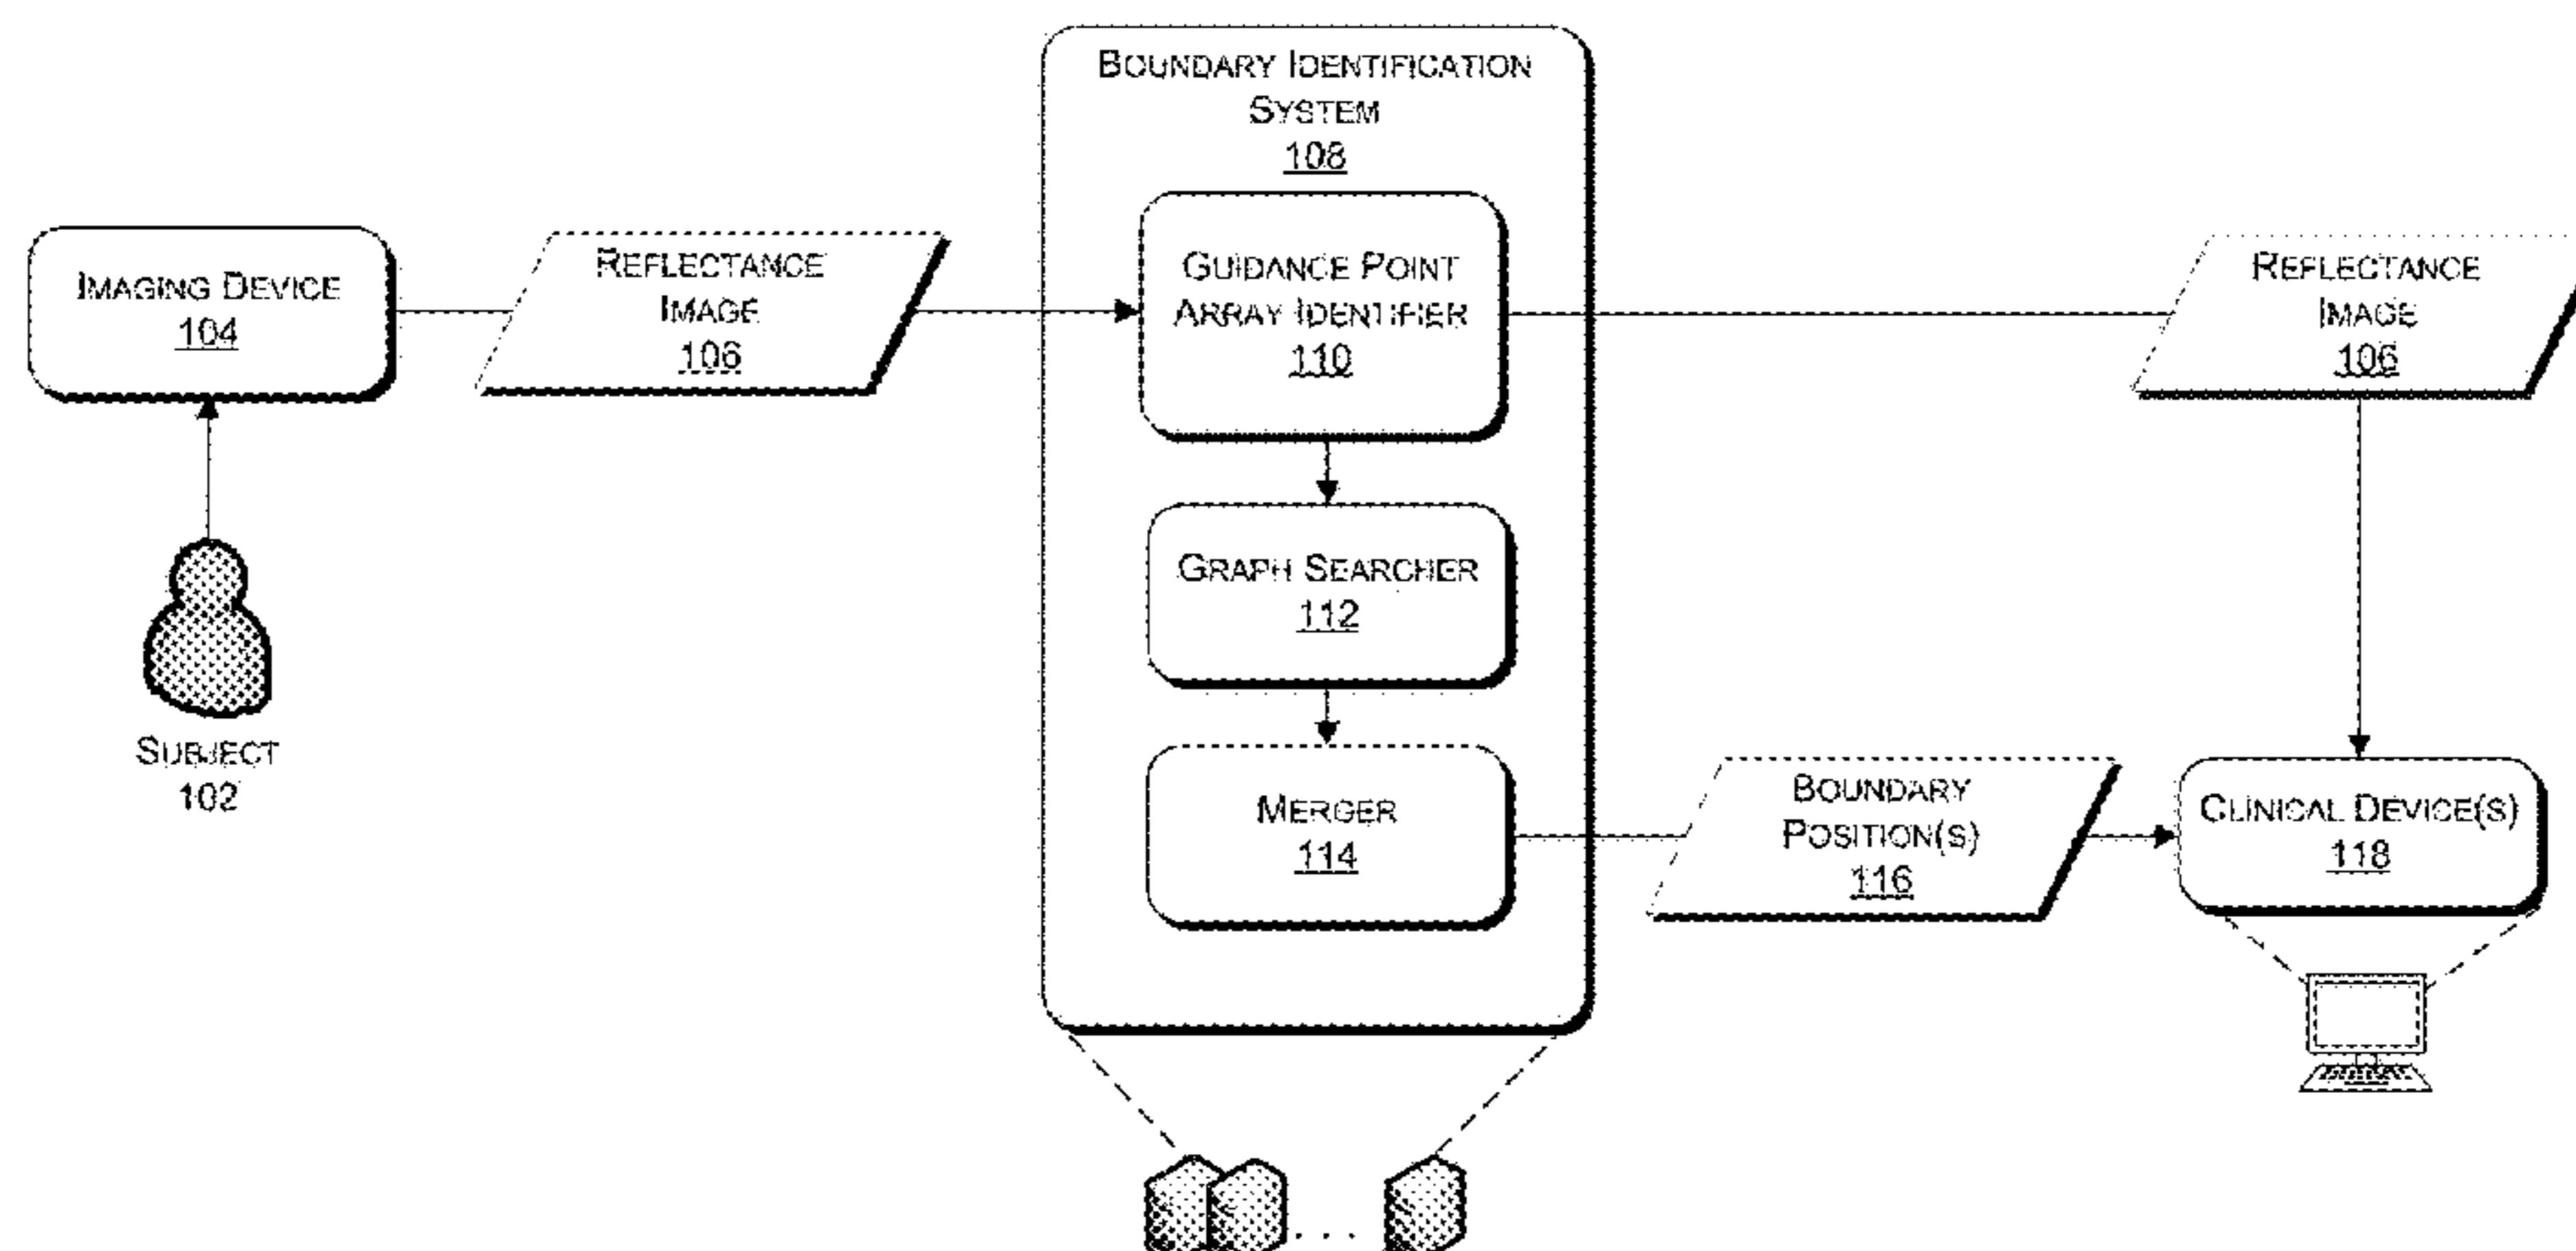 BOUNDARY IDENTIFICATION
SYSTEM
108
IMAGING DEVICE
104
REFLECTANCE
IMAGE
106
GUIDANCE POINT
ARRAY IDENTIFIER
110
REFLECTANCE
IMAGE
106
GRAPH SEARCHER
112
SUBJECT
102
MERGER
114
BOUNDARY
POSITION(S)
116
CLINICAL DEVICE(S)
118
. . .